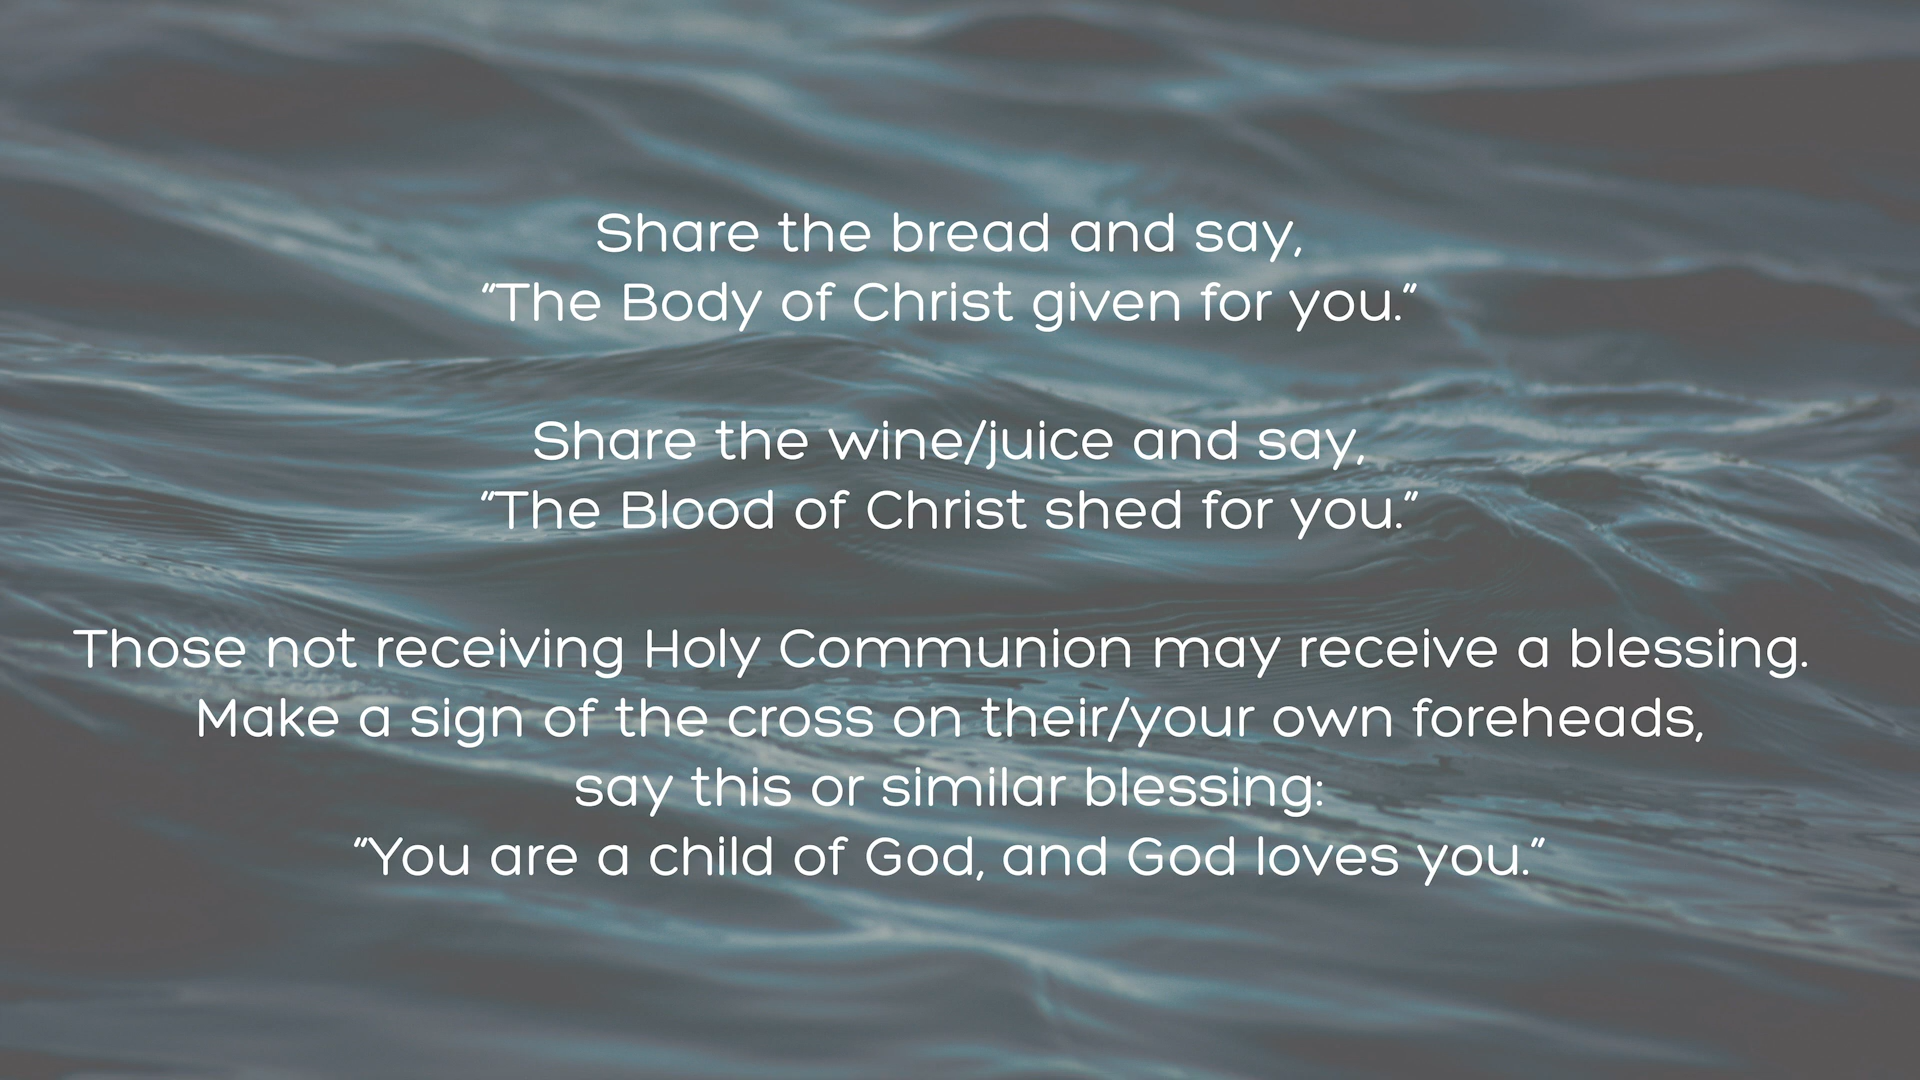 Share the bread and say,
“The Body of Christ given for you.”
Share the wine/juice and say,
“The Blood of Christ shed for you.”
Those not receiving Holy Communion may receive a blessing.
Make a sign of the cross on their/your own foreheads,
say this or similar blessing:
“You are a child of God, and God loves you.”